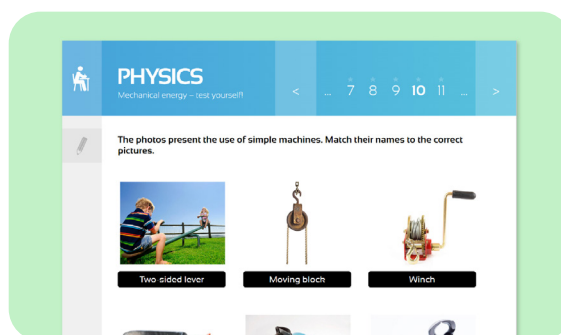 PHYSICS
Mechanical energy – test yourself!
< ... 7 8 9 10 11 ... >
The photos present the use of simple machines. Match their names to the correct
pictures.
Two-sided lever
Moving block
Winch